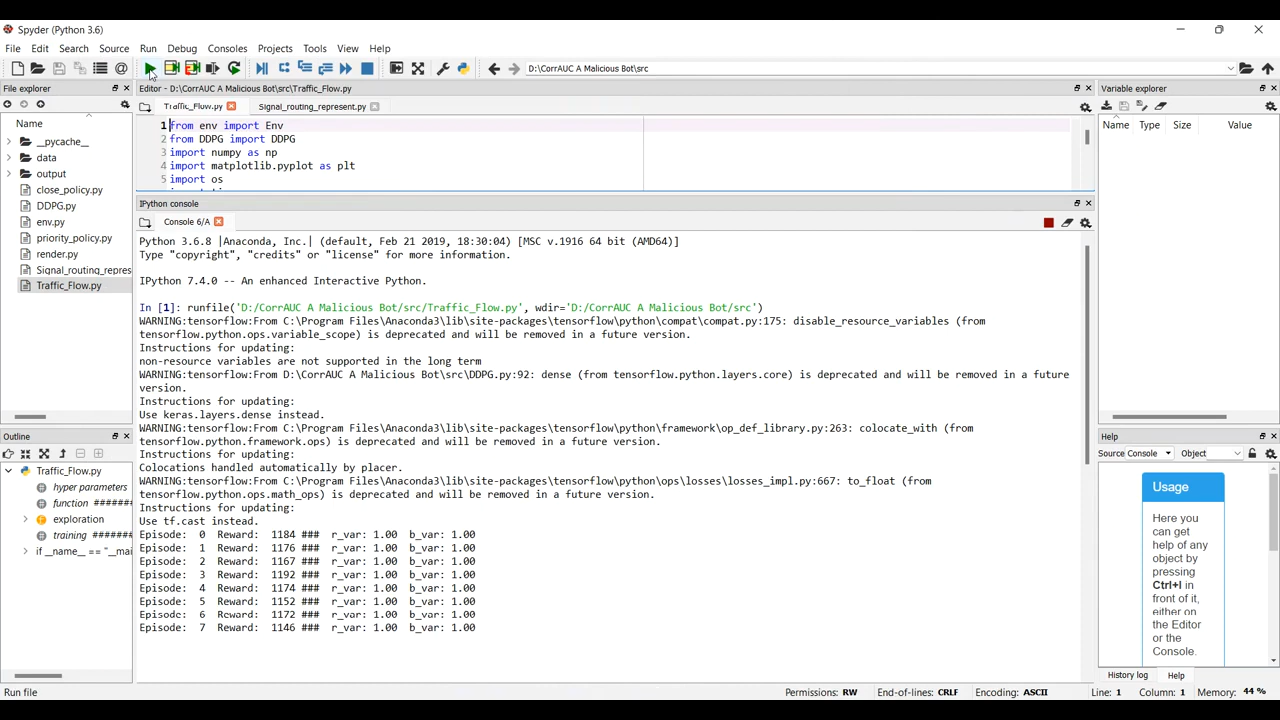 Spyder (Python 3.6)
File Edit Search Source Run Debug Consoles Projects Tools View Help
D:\CorrAUC A Malicious Bot\src
File explorer
Name
__pycache__
data
output
close_policy.py
DDPG.py
env.py
priority_policy.py
render.py
Signal_routing_repres
Traffic_Flow.py
Outline
Traffic_Flow.py
hyper parameters
function ######
exploration
training ######
if __name__ == "__mai
Editor - D:\CorrAUC A Malicious Bot\src\Traffic_Flow.py
Traffic_Flow.py Signal_routing_represent.py
1 from env import Env
2 from DDPG import DDPG
3 import numpy as np
4 import matplotlib.pyplot as plt
5 import os
IPython console
Console 6/A
Python 3.6.8 |Anaconda, Inc.| (default, Feb 21 2019, 18:30:04) [MSC v.1916 64 bit (AMD64)]
Type "copyright", "credits" or "license" for more information.
IPython 7.4.0 -- An enhanced Interactive Python.
In [1]: runfile('D:/CorrAUC A Malicious Bot/src/Traffic_Flow.py', wdir='D:/CorrAUC A Malicious Bot/src')
WARNING:tensorflow:From C:\Program Files\Anaconda3\lib\site-packages\tensorflow\python\compat\compat.py:175: disable_resource_variables (from
tensorflow.python.ops.variable_scope) is deprecated and will be removed in a future version.
Instructions for updating:
non-resource variables are not supported in the long term
WARNING:tensorflow:From D:\CorrAUC A Malicious Bot\src\DDPG.py:92: dense (from tensorflow.python.layers.core) is deprecated and will be removed in a future
version.
Instructions for updating:
Use keras.layers.dense instead.
WARNING:tensorflow:From C:\Program Files\Anaconda3\lib\site-packages\tensorflow\python\framework\op_def_library.py:263: colocate_with (from
tensorflow.python.framework.ops) is deprecated and will be removed in a future version.
Instructions for updating:
Colocations handled automatically by placer.
WARNING:tensorflow:From C:\Program Files\Anaconda3\lib\site-packages\tensorflow\python\ops\losses\losses_impl.py:667: to_float (from
tensorflow.python.ops.math_ops) is deprecated and will be removed in a future version.
Instructions for updating:
Use tf.cast instead.
Episode: 0 Reward: 1184 ### r_var: 1.00 b_var: 1.00
Episode: 1 Reward: 1176 ### r_var: 1.00 b_var: 1.00
Episode: 2 Reward: 1167 ### r_var: 1.00 b_var: 1.00
Episode: 3 Reward: 1192 ### r_var: 1.00 b_var: 1.00
Episode: 4 Reward: 1174 ### r_var: 1.00 b_var: 1.00
Episode: 5 Reward: 1152 ### r_var: 1.00 b_var: 1.00
Episode: 6 Reward: 1172 ### r_var: 1.00 b_var: 1.00
Episode: 7 Reward: 1146 ### r_var: 1.00 b_var: 1.00
Variable explorer
Name Type Size Value
Help
Source Console Object
Usage
Here you
can get
help of any
object by
pressing
Ctrl+I in
front of it,
either on
the Editor
or the
Console.
History log Help
Run file
Permissions: RW End-of-lines: CRLF Encoding: ASCII Line: 1 Column: 1 Memory: 44 %